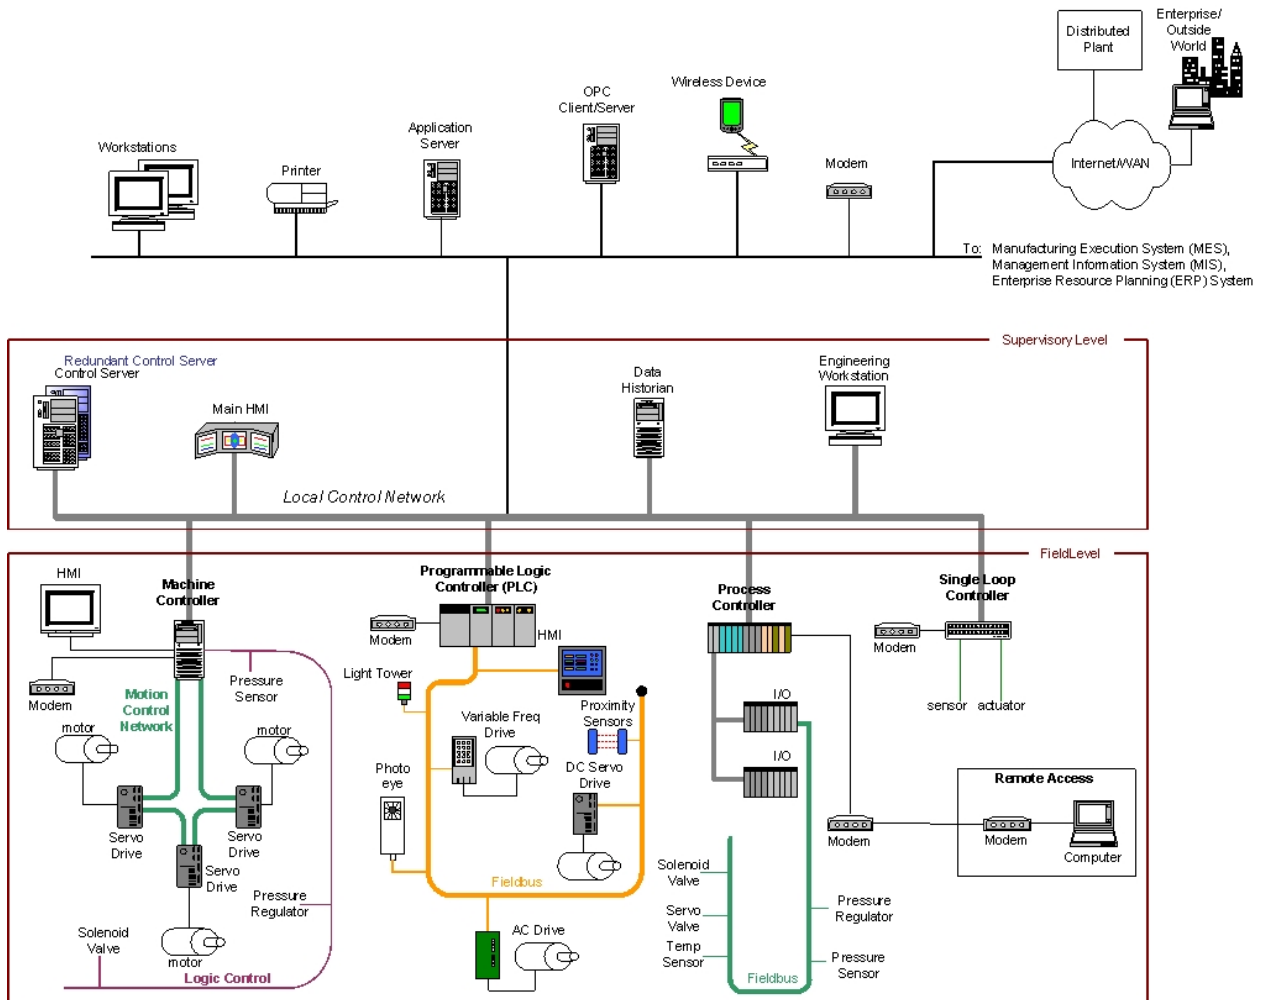 Enterprise/
Outside
World
Distributed
Plant
Wireless Device
OPC
Client/Server
Application
Server
Workstations
Printer
Modem
Internet/WAN
To: Manufacturing Execution System (MES),
Management Information System (MIS),
Enterprise Resource Planning (ERP) System
Supervisory Level
Redundant Control Server
Control Server
Main HMI
Data
Historian
Engineering
Workstation
Local Control Network
FieldLevel
HMI
Machine
Controller
Modem
Pressure
Sensor
Motion
Control
Network
motor
motor
Servo
Drive
Servo
Drive
Servo
Drive
motor
Pressure
Regulator
Solenoid
Valve
Logic Control
Programmable Logic
Controller (PLC)
Modem
HMI
Light Tower
Proximity
Sensors
Variable Freq
Drive
Photo
eye
DC Servo
Drive
Fieldbus
AC Drive
Process
Controller
I/O
I/O
Modem
Solenoid
Valve
Servo
Valve
Temp
Sensor
Pressure
Regulator
Pressure
Sensor
Fieldbus
Single Loop
Controller
Modem
sensor
actuator
Remote Access
Modem
Computer